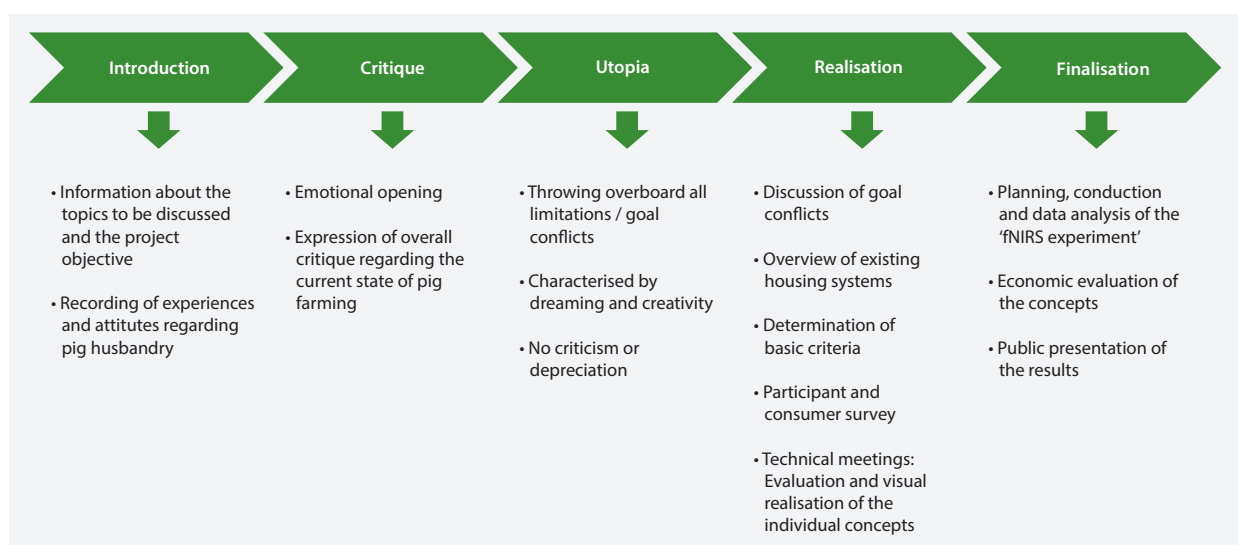 Introduction
Critique
Utopia
Realisation
Finalisation
• Information about the
topics to be discussed
and the project
objective
• Recording of experiences
and attitutes regarding
pig husbandry
• Emotional opening
• Expression of overall
critique regarding the
current state of pig
farming
• Throwing overboard all
limitations / goal
conflicts
• Characterised by
dreaming and creativity
• No criticism or
depreciation
• Discussion of goal
conflicts
• Overview of existing
housing systems
• Determination of
basic criteria
• Participant and
consumer survey
• Technical meetings:
Evaluation and visual
realisation of the
individual concepts
• Planning, conduction
and data analysis of the
‘fNIRS experiment’
• Economic evaluation of
the concepts
• Public presentation of
the results